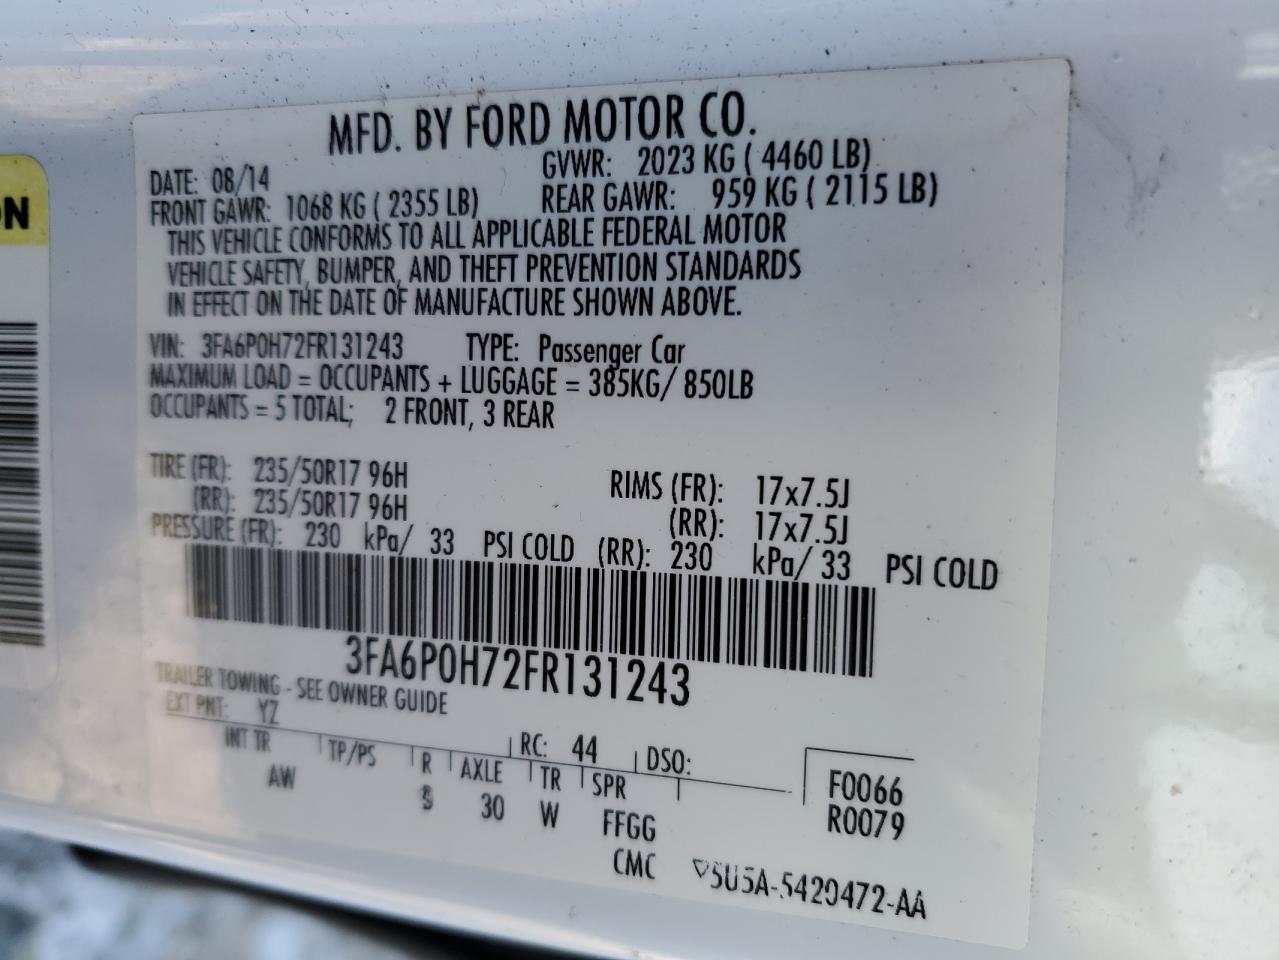 MFD. BY FORD MOTOR CO.
DATE: 08/14 GVWR: 2023 KG ( 4460 LB)
FRONT GAWR: 1068 KG ( 2355 LB) REAR GAWR: 959 KG ( 2115 LB)
THIS VEHICLE CONFORMS TO ALL APPLICABLE FEDERAL MOTOR
VEHICLE SAFETY, BUMPER, AND THEFT PREVENTION STANDARDS
IN EFFECT ON THE DATE OF MANUFACTURE SHOWN ABOVE.
VIN: 3FA6P0H72FR131243 TYPE: Passenger Car
MAXIMUM LOAD = OCCUPANTS + LUGGAGE = 385KG/ 850LB
OCCUPANTS = 5 TOTAL; 2 FRONT, 3 REAR
TIRE (FR): 235/50R17 96H RIMS (FR): 17x7.5J
(RR): 235/50R17 96H (RR): 17x7.5J
PRESSURE (FR): 230 kPa/ 33 PSI COLD (RR): 230 kPa/ 33 PSI COLD
3FA6P0H72FR131243
TRAILER TOWING - SEE OWNER GUIDE
EXT PNT: YZ RC: 44 DSO:
INT TR TP/PS R AXLE TR SPR F0066
AW S 30 W FFGG R0079
CMC 5U5A-5420472-AA
ON